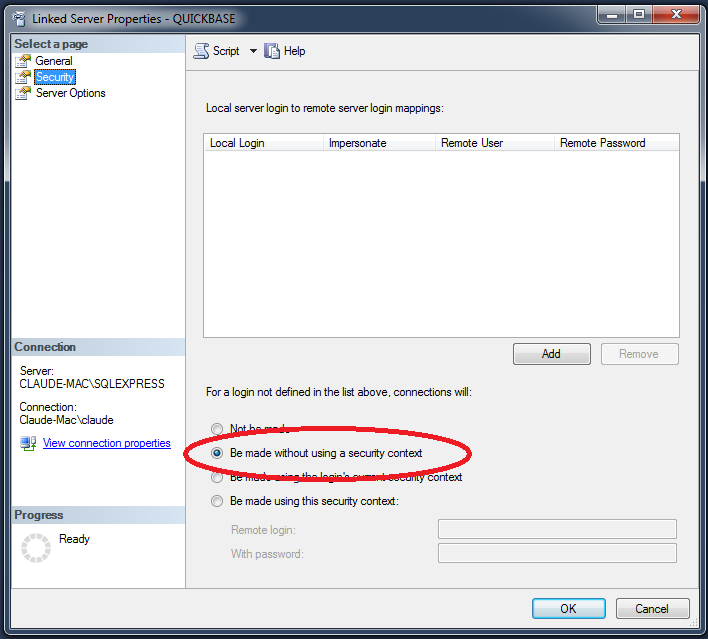 Linked Server Properties - QUICKBASE
Select a page
General
Security
Server Options
Script
Help
Local server login to remote server login mappings:
Local Login
Impersonate
Remote User
Remote Password
Add
Remove
For a login not defined in the list above, connections will:
Not be made
Be made without using a security context
Be made using the login's current security context
Be made using this security context:
Remote login:
With password:
Connection
Server:
CLAUDE-MAC\SQLEXPRESS
Connection:
Claude-Mac\claude
View connection properties
Progress
Ready
OK
Cancel